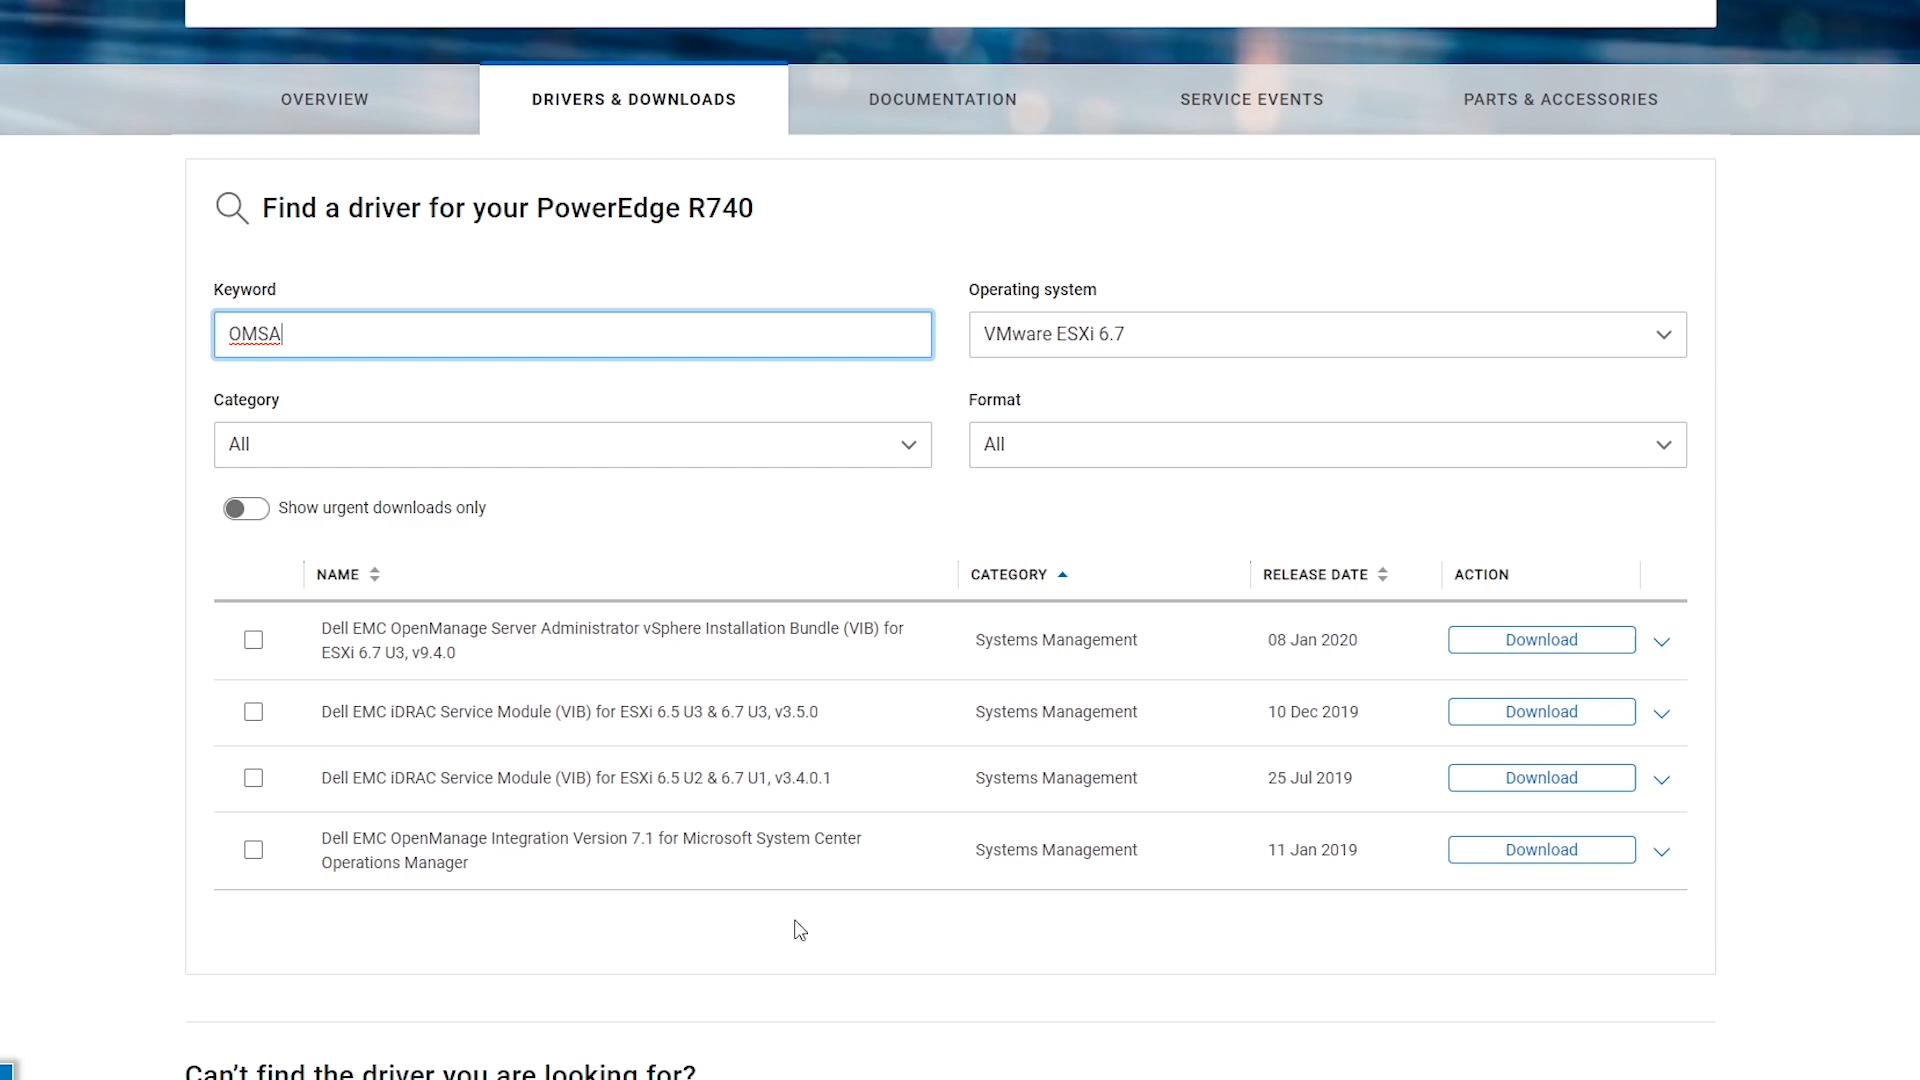 OVERVIEW
DRIVERS & DOWNLOADS
DOCUMENTATION
SERVICE EVENTS
PARTS & ACCESSORIES
Find a driver for your PowerEdge R740
Keyword
Operating system
OMSA
VMware ESXi 6.7
Category
Format
All
All
Show urgent downloads only
NAME
CATEGORY
RELEASE DATE
ACTION
Dell EMC OpenManage Server Administrator vSphere Installation Bundle (VIB) for
ESXi 6.7 U3, v9.4.0
Systems Management
08 Jan 2020
Download
Dell EMC iDRAC Service Module (VIB) for ESXi 6.5 U3 & 6.7 U3, v3.5.0
Systems Management
10 Dec 2019
Download
Dell EMC iDRAC Service Module (VIB) for ESXi 6.5 U2 & 6.7 U1, v3.4.0.1
Systems Management
25 Jul 2019
Download
Dell EMC OpenManage Integration Version 7.1 for Microsoft System Center
Operations Manager
Systems Management
11 Jan 2019
Download
Can't find the driver you are looking for?